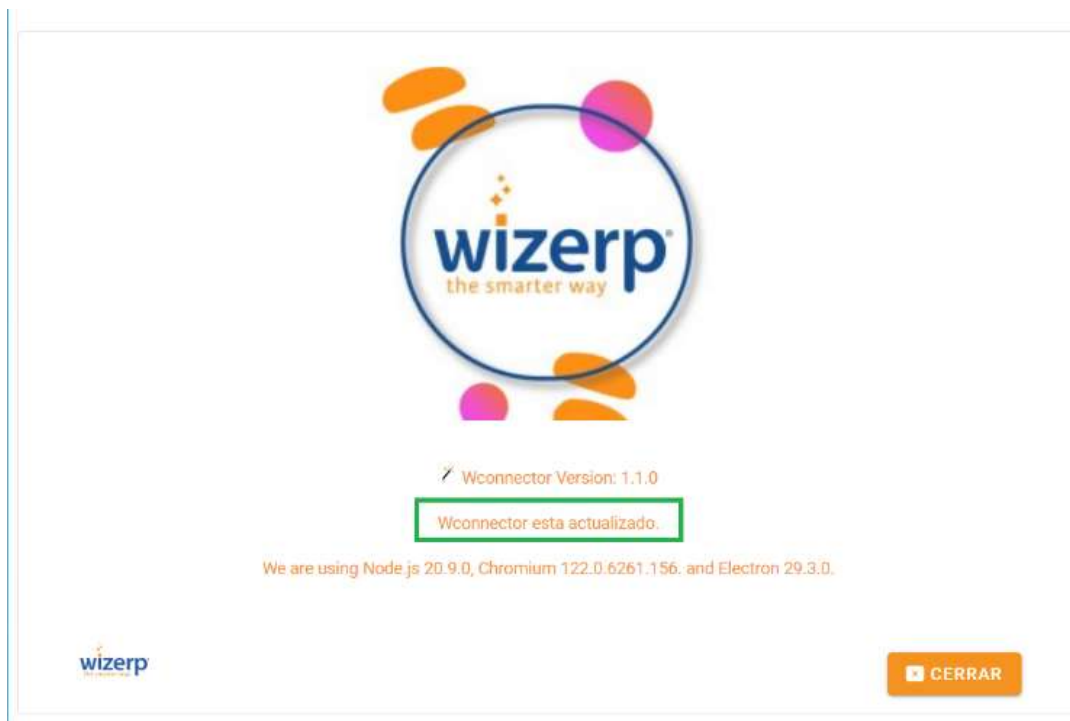 wizerp
the smarter way
Wconnector Version: 1.1.0
Wconnector esta actualizado.
We are using Node.js 20.9.0, Chromium 122.0.6261.156. and Electron 29.3.0.
wizerp
CERRAR